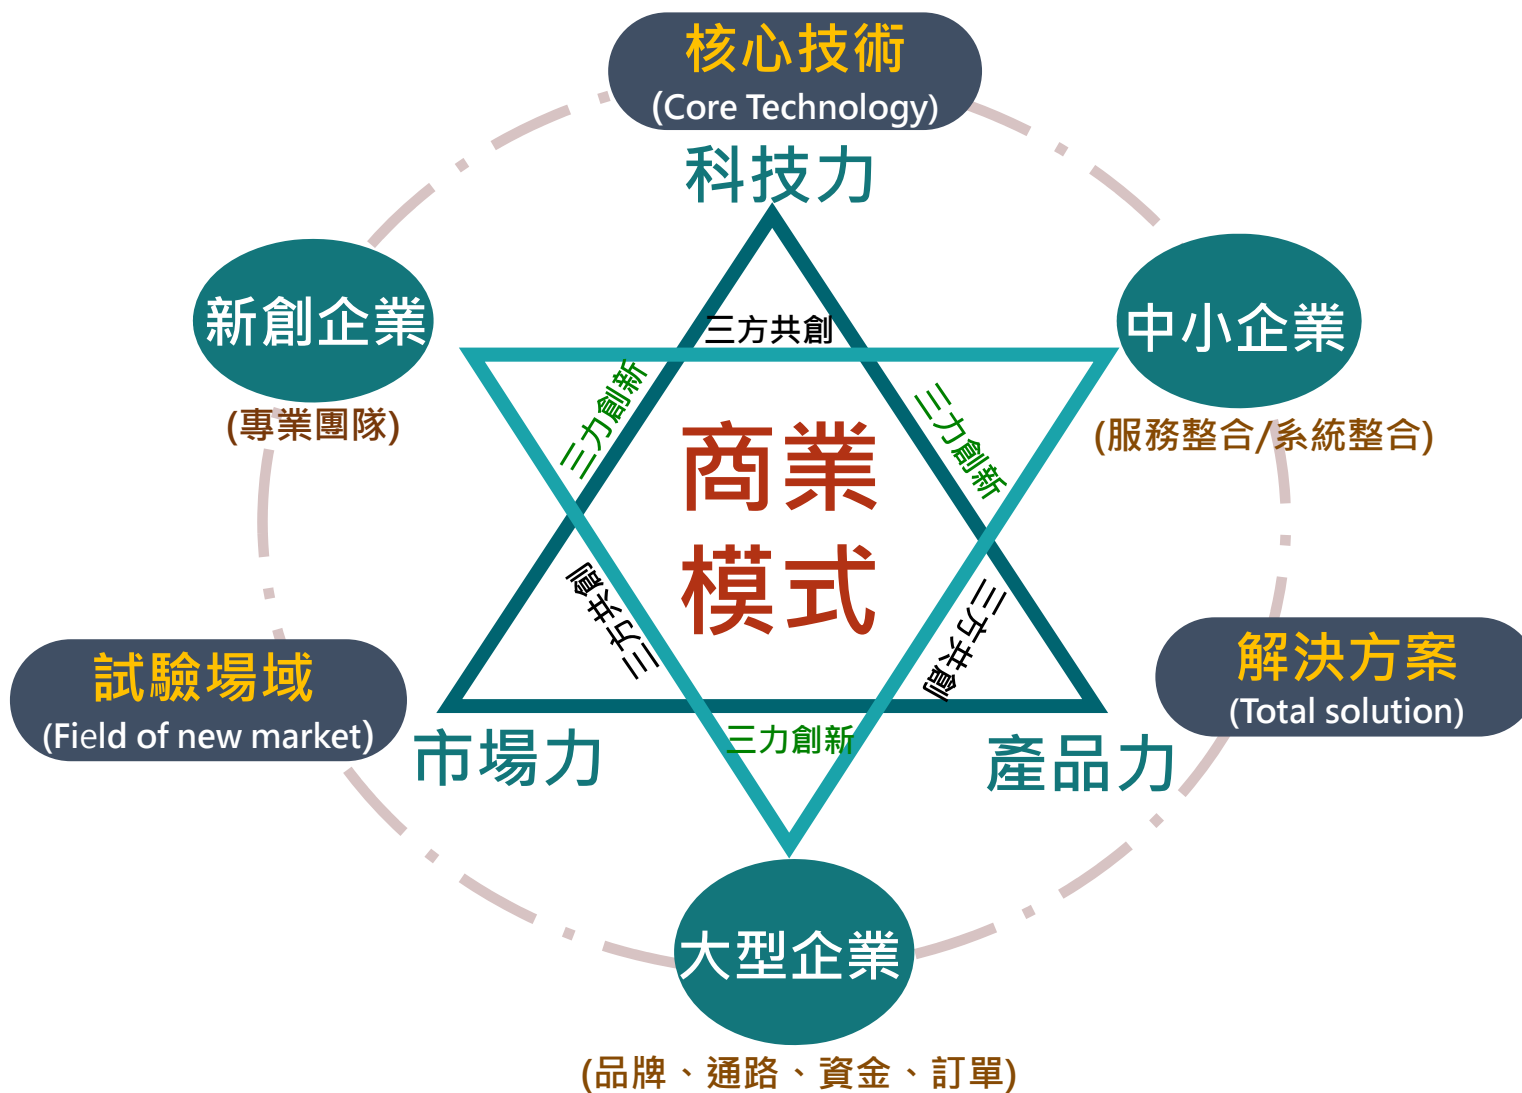 核心技術
(Core Technology)
科技力
新創企業
(專業團隊)
中小企業
(服務整合/系統整合)
三方共創
三力創新
三力創新
商業
模式
三方共創
三方共創
試驗場域
(Field of new market)
市場力
解決方案
(Total solution)
產品力
三力創新
大型企業
(品牌、通路、資金、訂單)